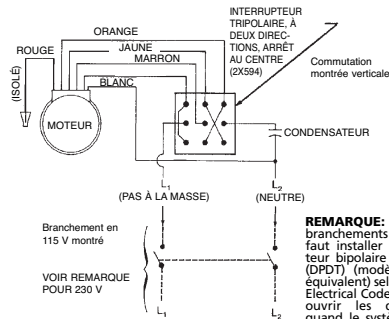 INTERRUPTEUR
TRIPOLAIRE, À
DEUX DIREC-
TIONS, ARRÊT
AU CENTRE
(2X594)
Commutation
montrée verticale
ORANGE
ROUGE
JAUNE
MARRON
BLANC
(ISOLÉ)
MOTEUR
CONDENSATEUR
L1
(PAS À LA MASSE)
L2
(NEUTRE)
Branchement en
115 V montré
VOIR REMARQUE
POUR 230 V
L1
L2
REMARQUE:
branchements
faut installer
teur bipolaire
(DPDT) (modè
équivalent) sel
Electrical Code
ouvrir les c
quand le systè